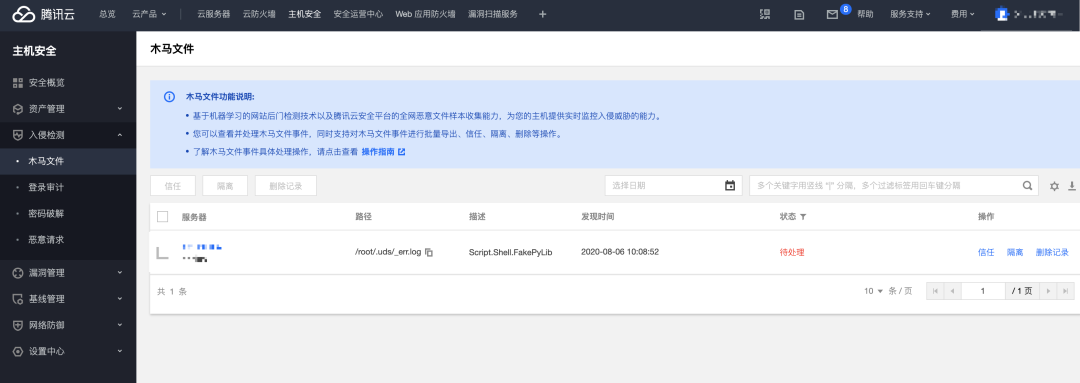 腾讯云 总览 云产品 云服务器 云防火墙 主机安全 安全运营中心 Web 应用防火墙 漏洞扫描服务 + 8 帮助 服务支持 费用
主机安全
木马文件
安全概览
资产管理
入侵检测
木马文件
登录审计
密码破解
恶意请求
漏洞管理
基线管理
网络防御
设置中心
木马文件功能说明:
• 基于机器学习的网站后门检测技术以及腾讯云安全平台的全网恶意文件样本收集能力,为您的主机提供实时监控入侵威胁的能力。
• 您可以查看并处理木马文件事件,同时支持对木马文件事件进行批量导出、信任、隔离、删除等操作。
• 了解木马文件事件具体处理操作,请点击查看 操作指南
信任 隔离 删除记录 选择日期 多个关键字用竖线 "|" 分隔,多个过滤标签用回车键分隔
服务器 路径 描述 发现时间 状态 操作
/root/.uds/_err.log Script.Shell.FakePyLib 2020-08-06 10:08:52 待处理 信任 隔离 删除记录
共 1 条 10 条 / 页 1 / 1 页